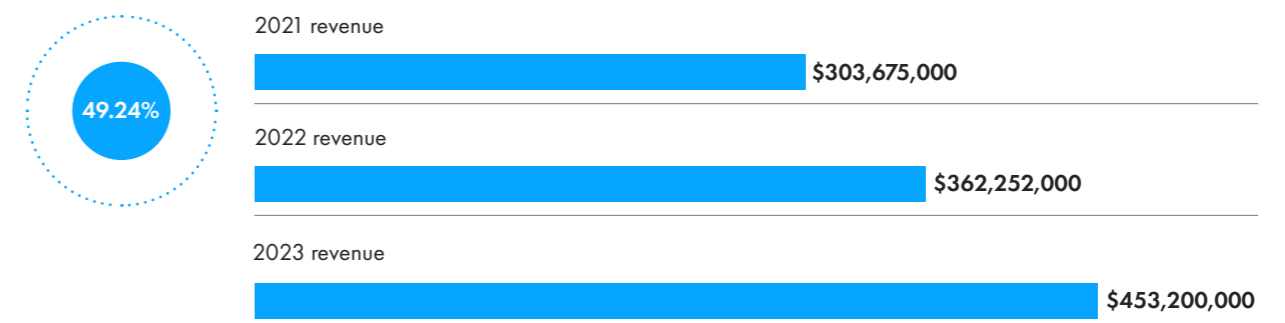 49.24%
2021 revenue
$303,675,000
2022 revenue
$362,252,000
2023 revenue
$453,200,000